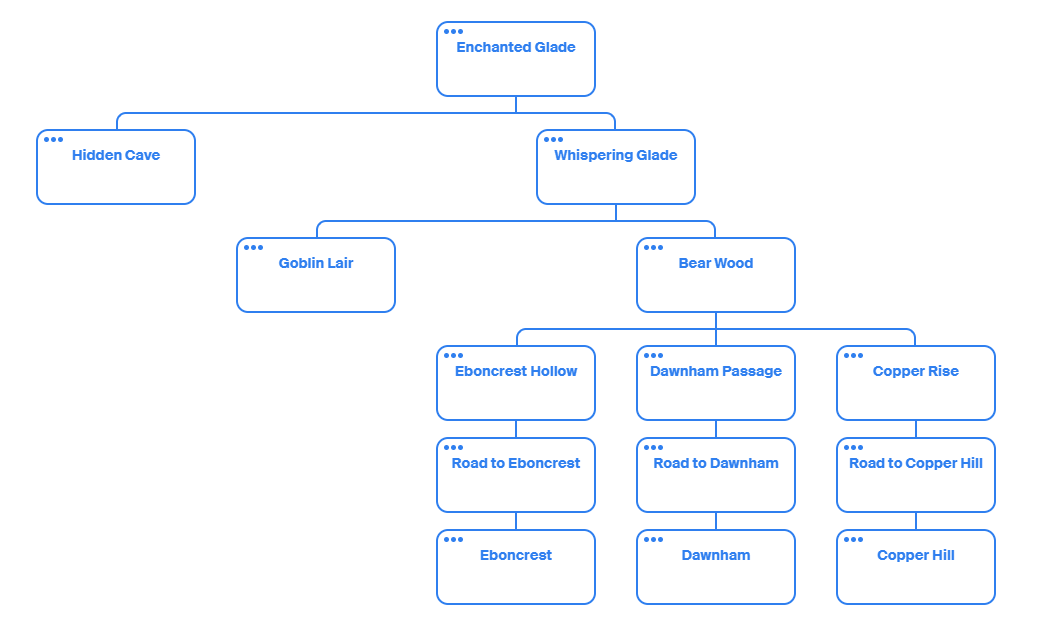 Enchanted Glade
Hidden Cave
Whispering Glade
Goblin Lair
Bear Wood
Eboncrest Hollow
Dawnham Passage
Copper Rise
Road to Eboncrest
Road to Dawnham
Road to Copper Hill
Eboncrest
Dawnham
Copper Hill